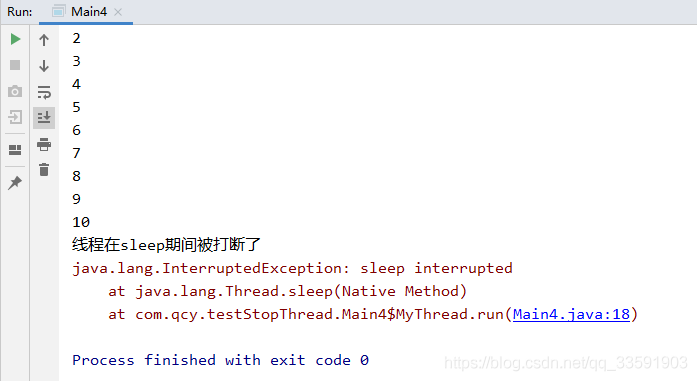 Run: Main4
2
3
4
5
6
7
8
9
10
线程在sleep期间被打断了
java.lang.InterruptedException: sleep interrupted
at java.lang.Thread.sleep(Native Method)
at com.qcy.testStopThread.Main4$MyThread.run(Main4.java:18)
Process finished with exit code 0
https://blog.csdn.net/qq_33591903